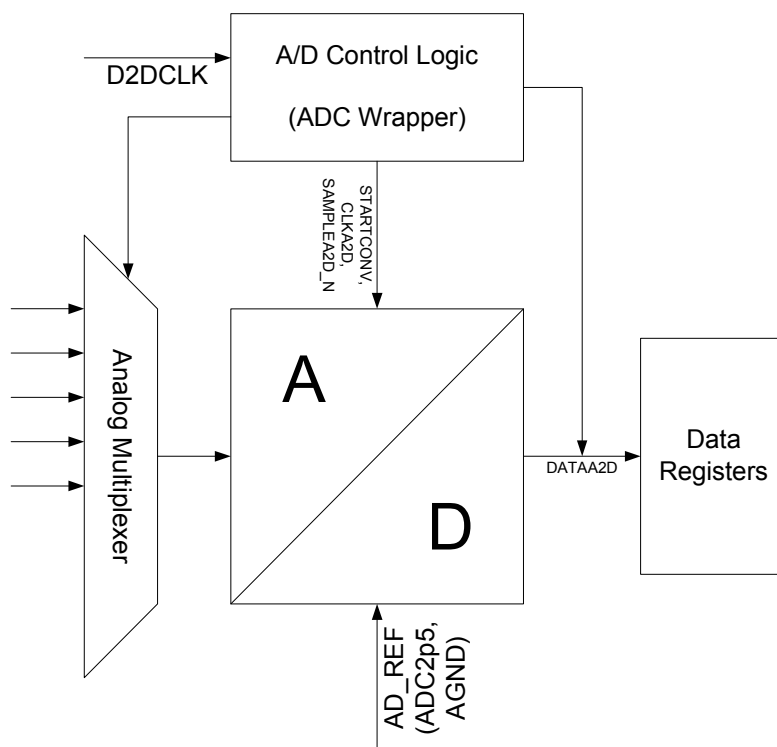 A/D Control Logic
(ADC Wrapper)
D2DCLK
STARTCONV,
CLKA2D,
SAMPLEA2D_N
Analog Multiplexer
A
D
DATAA2D
Data
Registers
AD_REF
(ADC2p5,
AGND)